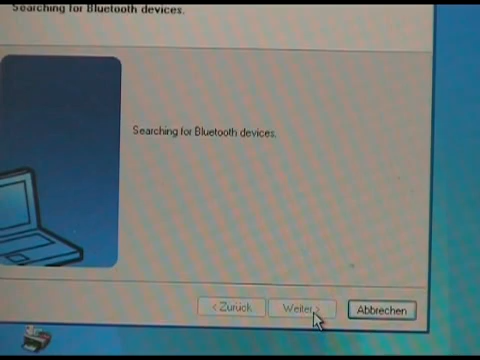 Searching for Bluetooth devices.
Searching for Bluetooth devices.
< Zurück
Weiter >
Abbrechen